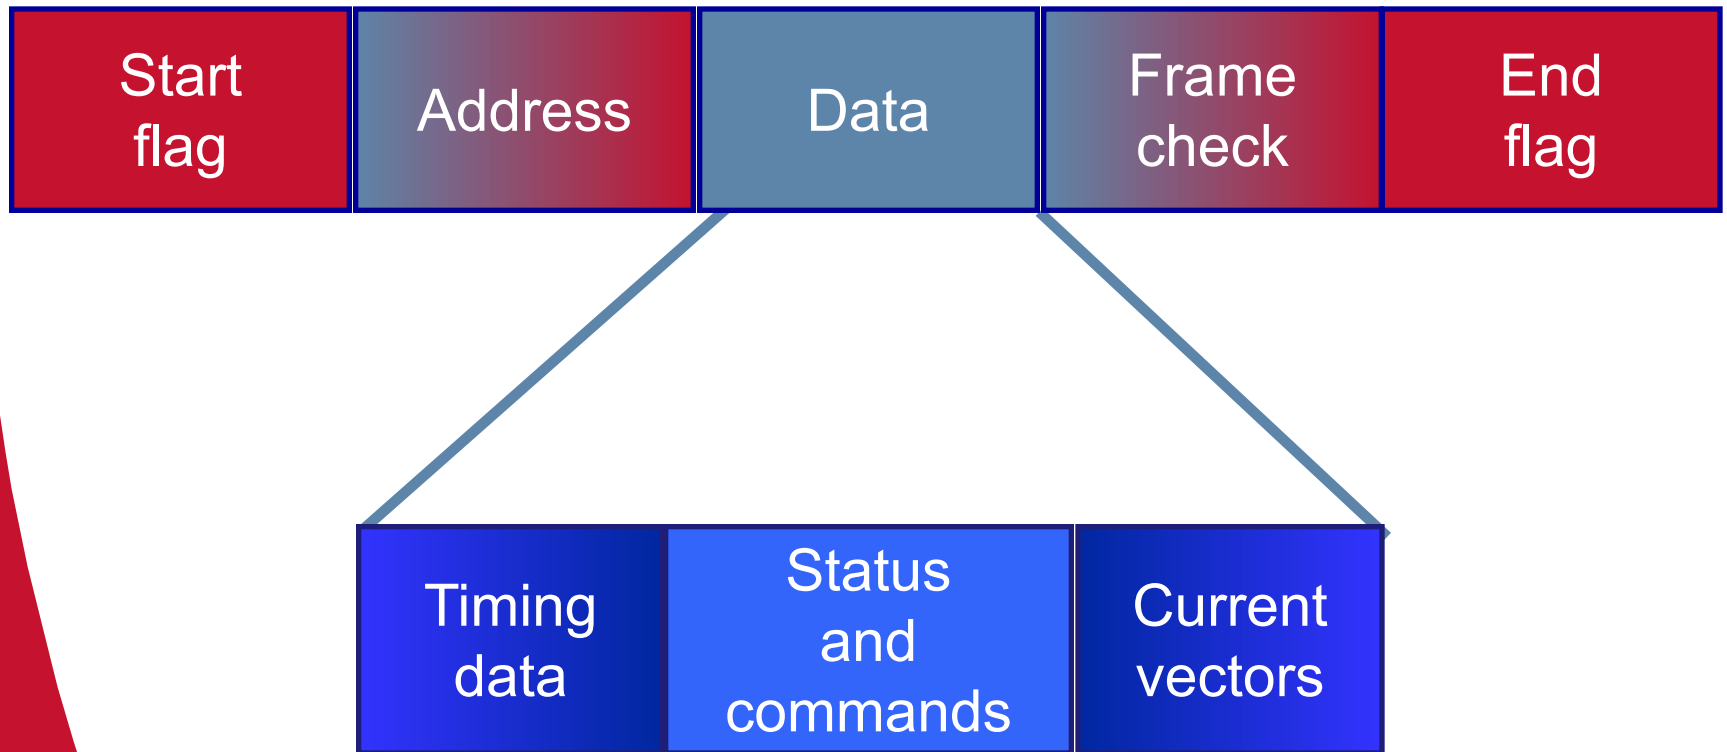 Start
flag
Address
Data
Frame
check
End
flag
Timing
data
Status
and
commands
Current
vectors